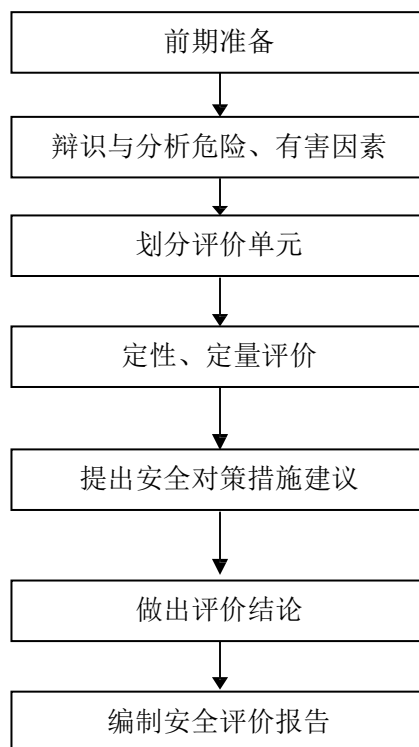 前期准备
辩识与分析危险、有害因素
划分评价单元
定性、定量评价
提出安全对策措施建议
做出评价结论
编制安全评价报告